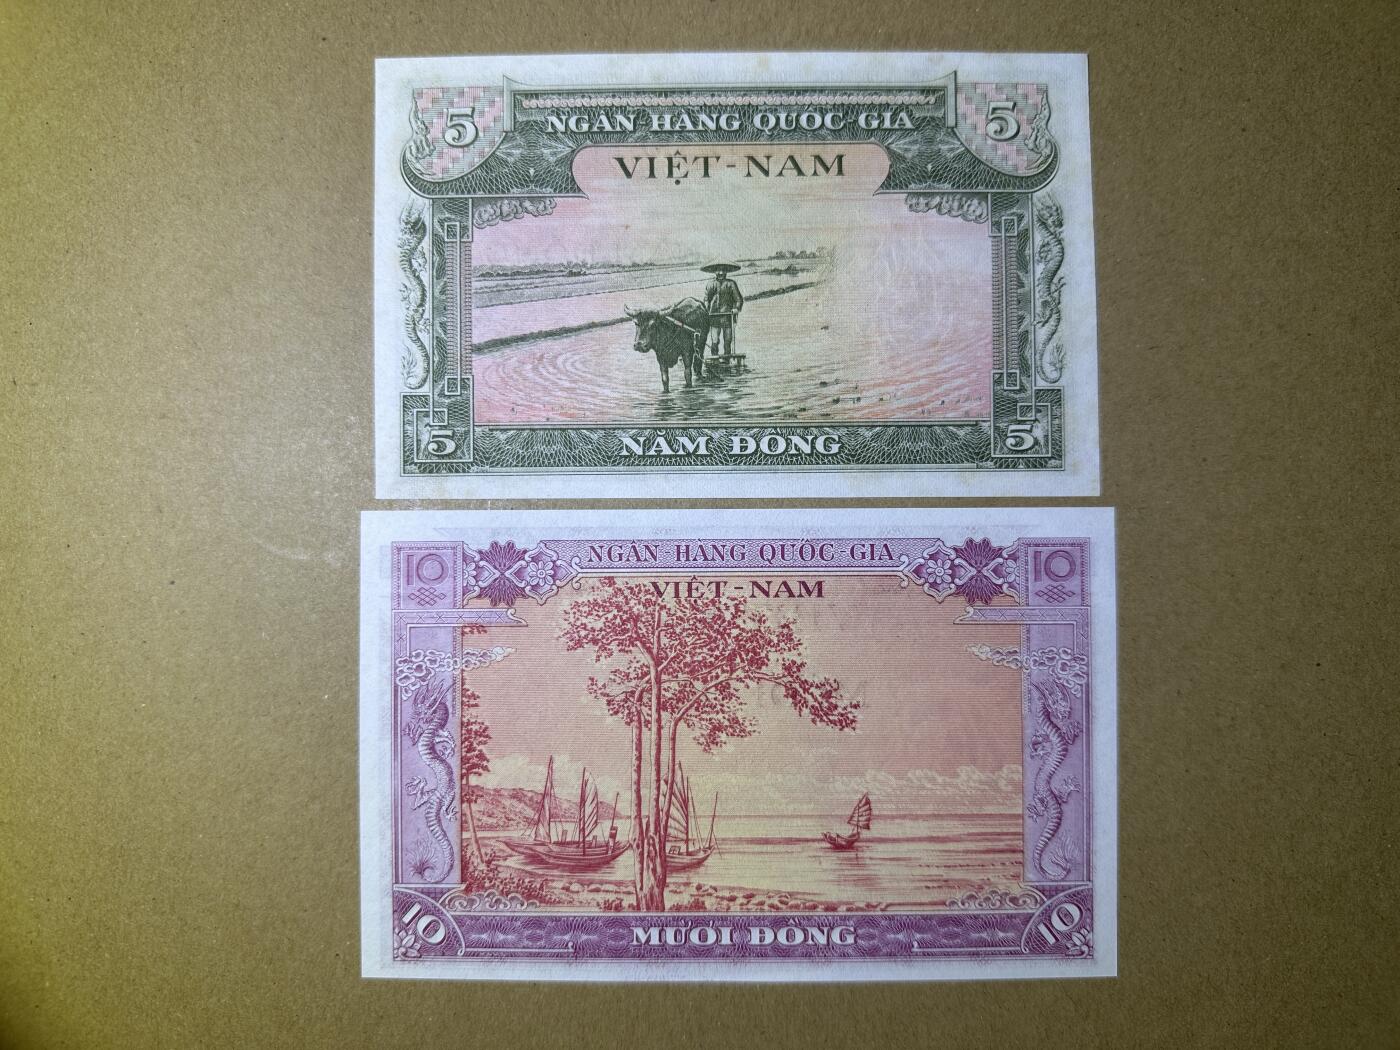 5 NGÂN-HÀNG QUỐC-GIA 5
VIỆT-NAM
5 NĂM ĐỒNG 5
10 NGÂN-HÀNG QUỐC-GIA 10
VIỆT-NAM
10 MƯỜI ĐỒNG 10